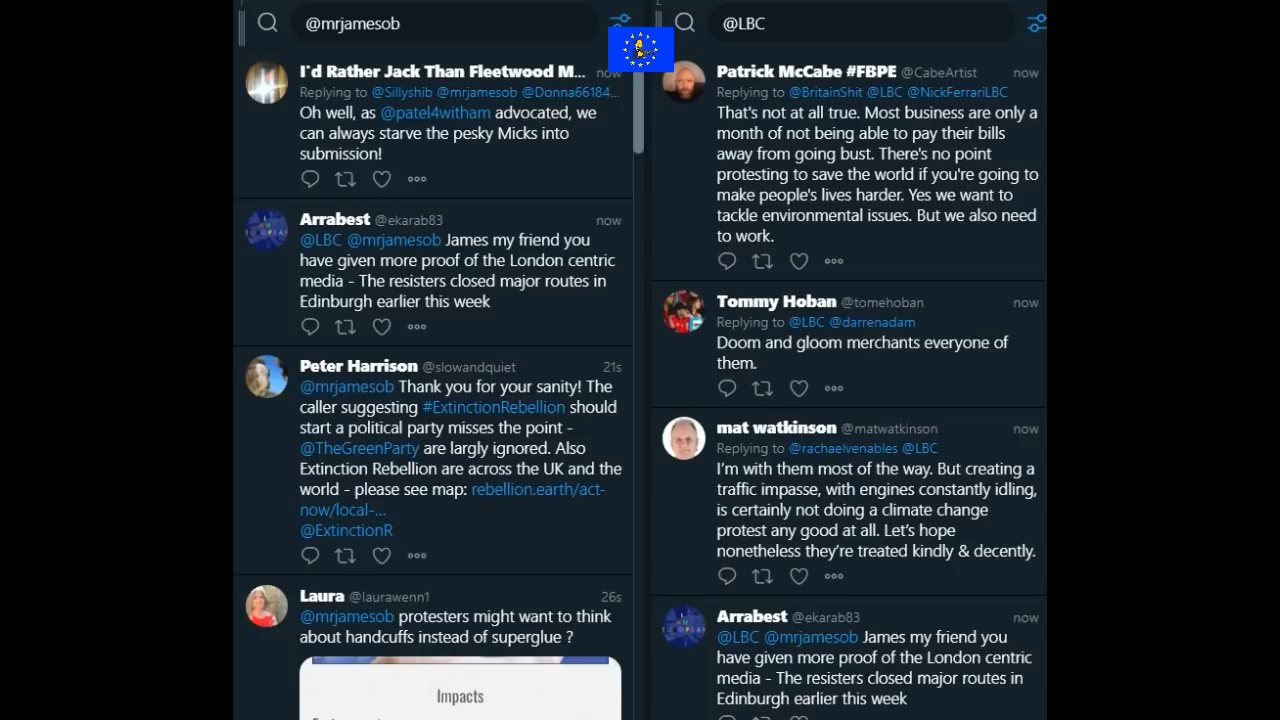 @mrjamesob
I'd Rather Jack Than Fleetwood M... now
Replying to @Sillyshib @mrjamesob @Donna66184...
Oh well, as @patel4witham advocated, we
can always starve the pesky Micks into
submission!
Arrabest @ekarab83 now
@LBC @mrjamesob James my friend you
have given more proof of the London centric
media - The resisters closed major routes in
Edinburgh earlier this week
Peter Harrison @slowandquiet 21s
@mrjamesob Thank you for your sanity! The
caller suggesting #ExtinctionRebellion should
start a political party misses the point -
@TheGreenParty are largly ignored. Also
Extinction Rebellion are across the UK and the
world - please see map: rebellion.earth/act-
now/local-...
@ExtinctionR
Laura @laurawenn1 26s
@mrjamesob protesters might want to think
about handcuffs instead of superglue ?
Impacts
@LBC
Patrick McCabe #FBPE @CabeArtist now
Replying to @BritainShit @LBC @NickFerrariLBC
That's not at all true. Most business are only a
month of not being able to pay their bills
away from going bust. There's no point
protesting to save the world if you're going to
make people's lives harder. Yes we want to
tackle environmental issues. But we also need
to work.
Tommy Hoban @tomehoban now
Replying to @LBC @darrenadam
Doom and gloom merchants everyone of
them.
mat watkinson @matwatkinson now
Replying to @rachaelvenables @LBC
I'm with them most of the way. But creating a
traffic impasse, with engines constantly idling,
is certainly not doing a climate change
protest any good at all. Let's hope
nonetheless they're treated kindly & decently.
Arrabest @ekarab83 now
@LBC @mrjamesob James my friend you
have given more proof of the London centric
media - The resisters closed major routes in
Edinburgh earlier this week